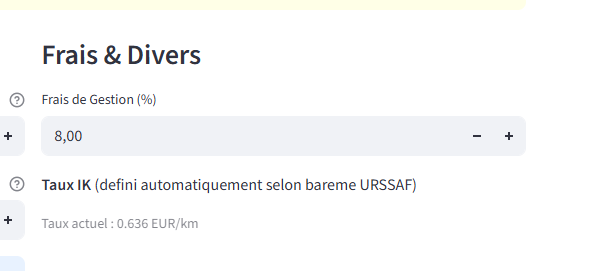 Frais & Divers
Frais de Gestion (%)
8,00
Taux IK (defini automatiquement selon bareme URSSAF)
Taux actuel : 0.636 EUR/km